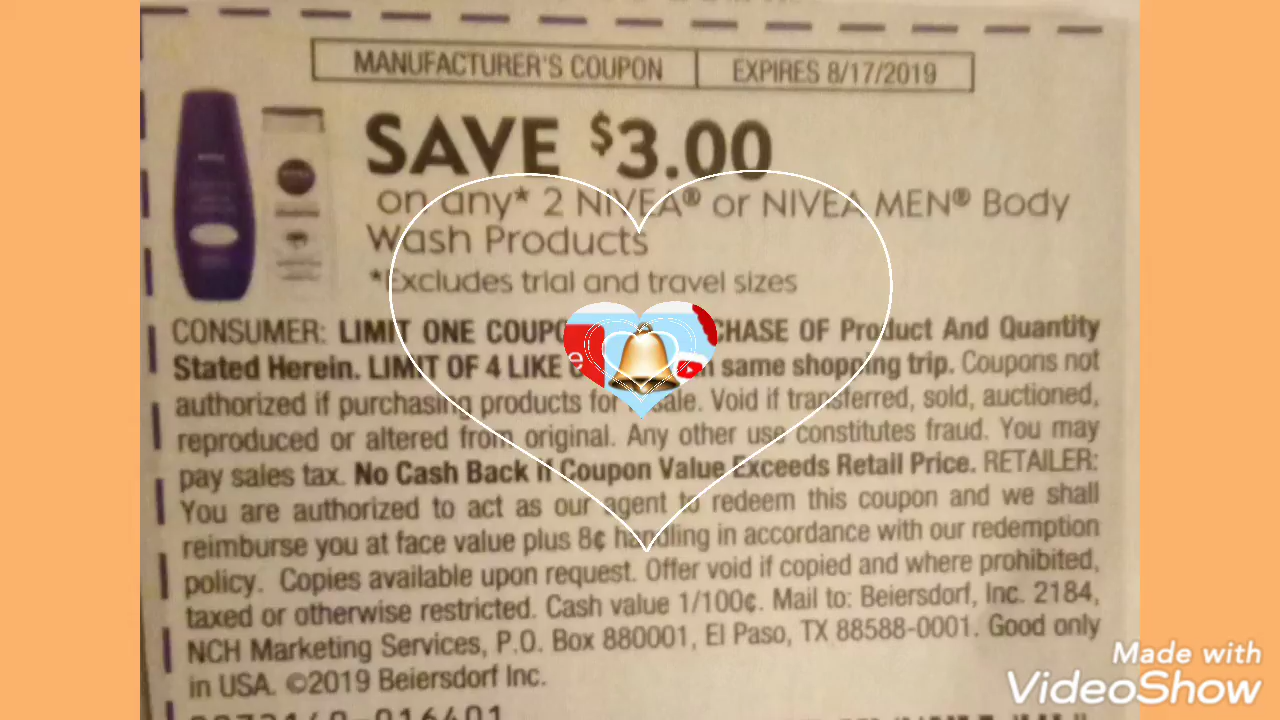 MANUFACTURER'S COUPON EXPIRES 8/17/2019
SAVE $3.00
on any* 2 NIVEA® or NIVEA MEN® Body
Wash Products
*Excludes trial and travel sizes
CONSUMER: LIMIT ONE CHASE OF Product And Quantity
Stated Herein. LIMIT OF 4 LIKE same shopping trip. Coupons not
authorized if purchasing products for resale. Void if transferred, sold, auctioned,
reproduced or altered from original. Any other use constitutes fraud. You may
pay sales tax. No Cash Back if Coupon Value Exceeds Retail Price. RETAILER:
You are authorized to act as our agent to redeem this coupon and we shall
reimburse you at face value plus 8¢ handling in accordance with our redemption
policy. Copies available upon request. Offer void if copied and where prohibited,
taxed or otherwise restricted. Cash value 1/100¢. Mail to: Beiersdorf, Inc. 2184,
NCH Marketing Services, P.O. Box 880001, El Paso, TX 88588-0001. Good only
in USA. ©2019 Beiersdorf Inc.
Made with
VideoShow